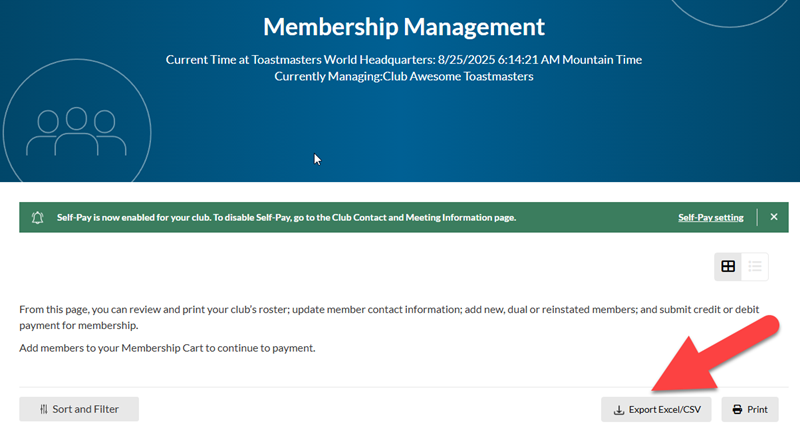 Membership Management
Current Time at Toastmasters World Headquarters: 8/25/2025 6:14:21 AM Mountain Time
Currently Managing:Club Awesome Toastmasters
Self-Pay is now enabled for your club. To disable Self-Pay, go to the Club Contact and Meeting Information page.
Self-Pay setting
From this page, you can review and print your club's roster; update member contact information; add new, dual or reinstated members; and submit credit or debit
payment for membership.
Add members to your Membership Cart to continue to payment.
Sort and Filter
Export Excel/CSV
Print